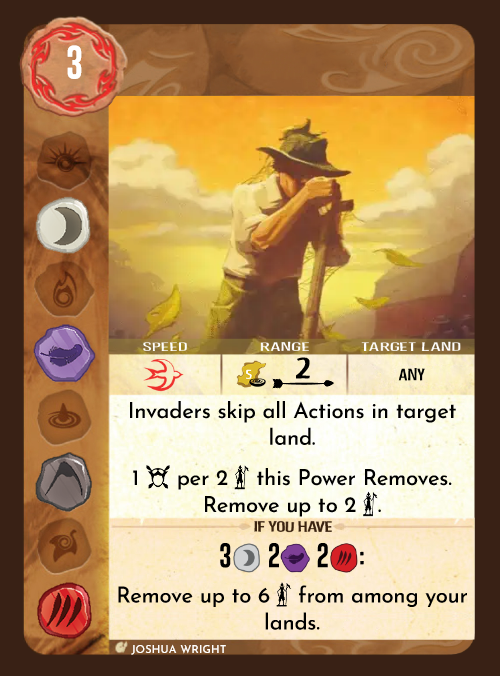 3
SPEED RANGE TARGET LAND
S 2 ANY
Invaders skip all Actions in target
land.
1 per 2 this Power Removes.
Remove up to 2 .
IF YOU HAVE
3 2 2 :
Remove up to 6 from among your
lands.
JOSHUA WRIGHT